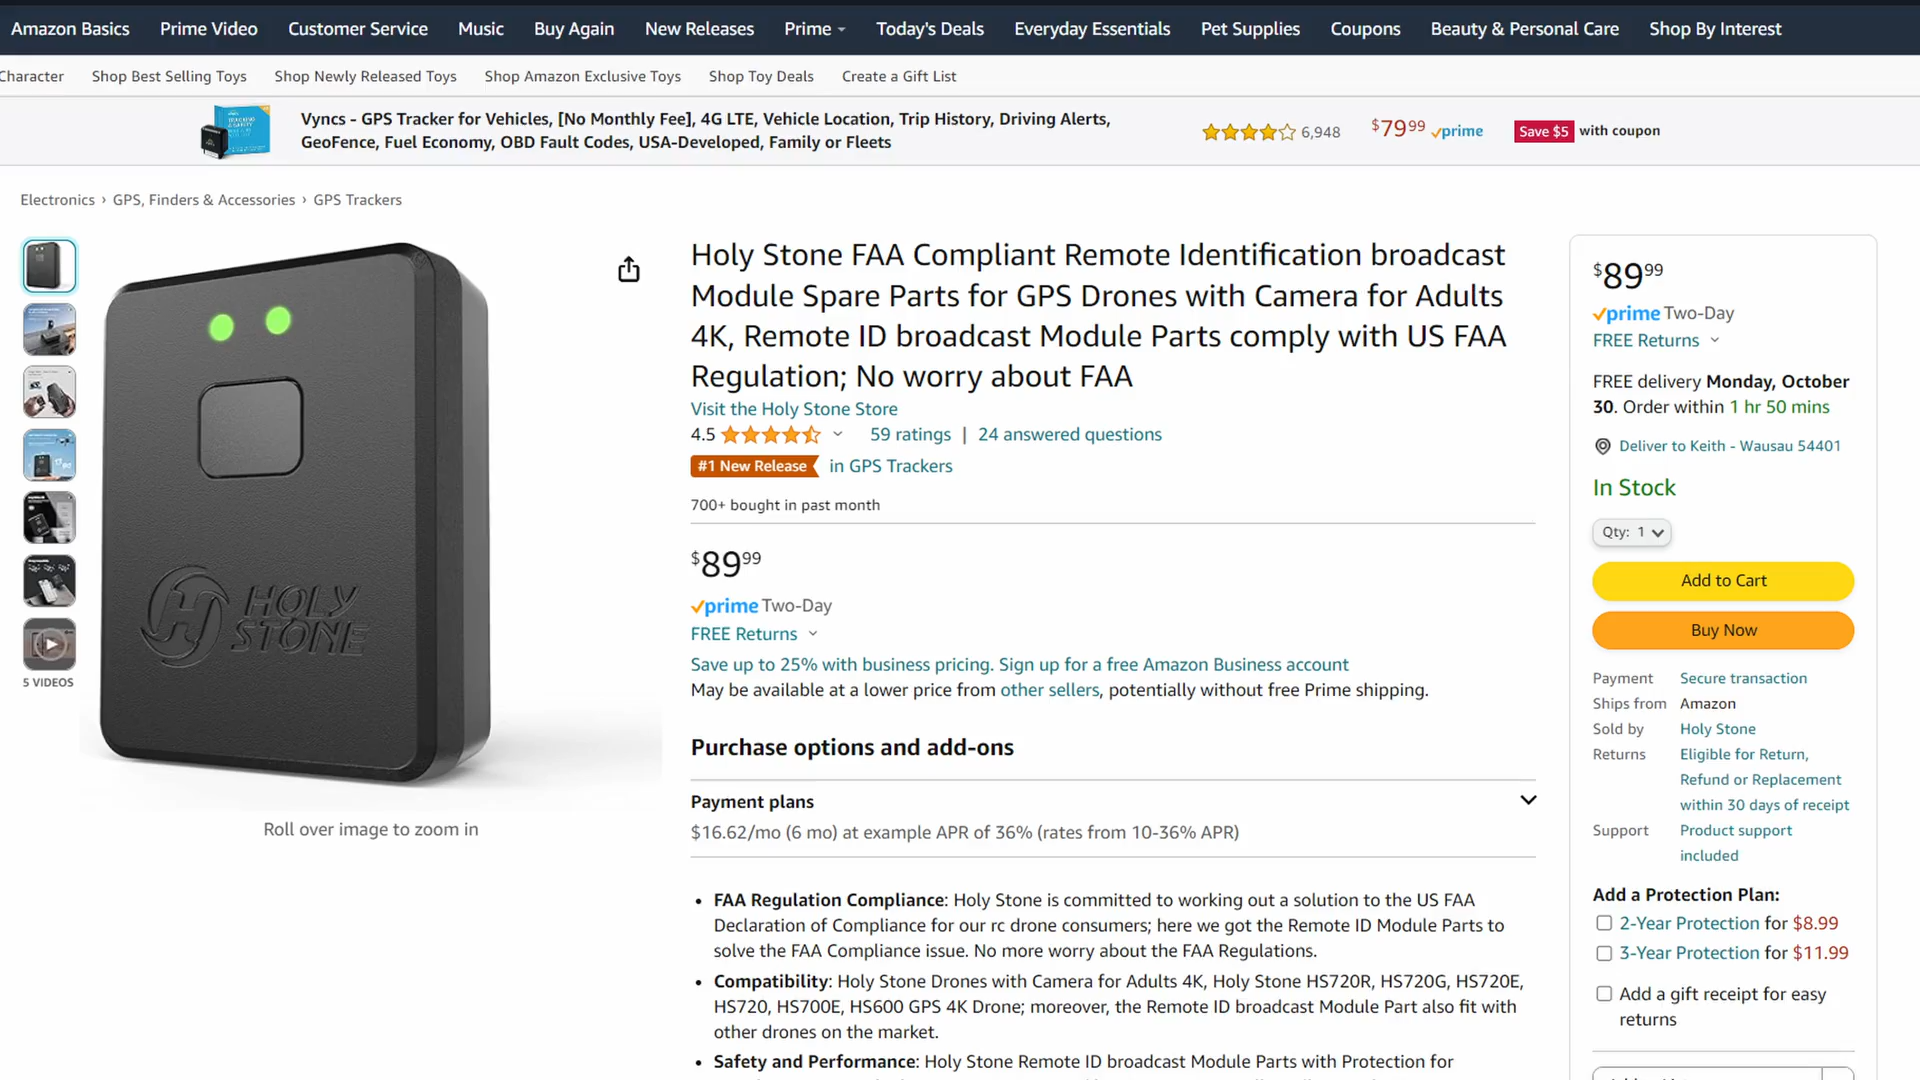 Amazon Basics Prime Video Customer Service Music Buy Again New Releases Prime Today's Deals Everyday Essentials Pet Supplies Coupons Beauty & Personal Care Shop By Interest
Character Shop Best Selling Toys Shop Newly Released Toys Shop Amazon Exclusive Toys Shop Toy Deals Create a Gift List
Vyncs - GPS Tracker for Vehicles, [No Monthly Fee], 4G LTE, Vehicle Location, Trip History, Driving Alerts,
GeoFence, Fuel Economy, OBD Fault Codes, USA-Developed, Family or Fleets
6,948 $7999 prime Save $5 with coupon
Electronics › GPS, Finders & Accessories › GPS Trackers
HOLY
STONE
5 VIDEOS
Roll over image to zoom in
Holy Stone FAA Compliant Remote Identification broadcast
Module Spare Parts for GPS Drones with Camera for Adults
4K, Remote ID broadcast Module Parts comply with US FAA
Regulation; No worry about FAA
Visit the Holy Stone Store
4.5 59 ratings | 24 answered questions
#1 New Release in GPS Trackers
700+ bought in past month
$8999
prime Two-Day
FREE Returns
Save up to 25% with business pricing. Sign up for a free Amazon Business account
May be available at a lower price from other sellers, potentially without free Prime shipping.
Purchase options and add-ons
Payment plans
$16.62/mo (6 mo) at example APR of 36% (rates from 10-36% APR)
• FAA Regulation Compliance: Holy Stone is committed to working out a solution to the US FAA
Declaration of Compliance for our rc drone consumers; here we got the Remote ID Module Parts to
solve the FAA Compliance issue. No more worry about the FAA Regulations.
• Compatibility: Holy Stone Drones with Camera for Adults 4K, Holy Stone HS720R, HS720G, HS720E,
HS720, HS700E, HS600 GPS 4K Drone; moreover, the Remote ID broadcast Module Part also fit with
other drones on the market.
• Safety and Performance: Holy Stone Remote ID broadcast Module Parts with Protection for
$8999
prime Two-Day
FREE Returns
FREE delivery Monday, October
30. Order within 1 hr 50 mins
Deliver to Keith - Wausau 54401
In Stock
Qty: 1
Add to Cart
Buy Now
Payment Secure transaction
Ships from Amazon
Sold by Holy Stone
Returns Eligible for Return,
Refund or Replacement
within 30 days of receipt
Support Product support
included
Add a Protection Plan:
2-Year Protection for $8.99
3-Year Protection for $11.99
Add a gift receipt for easy
returns